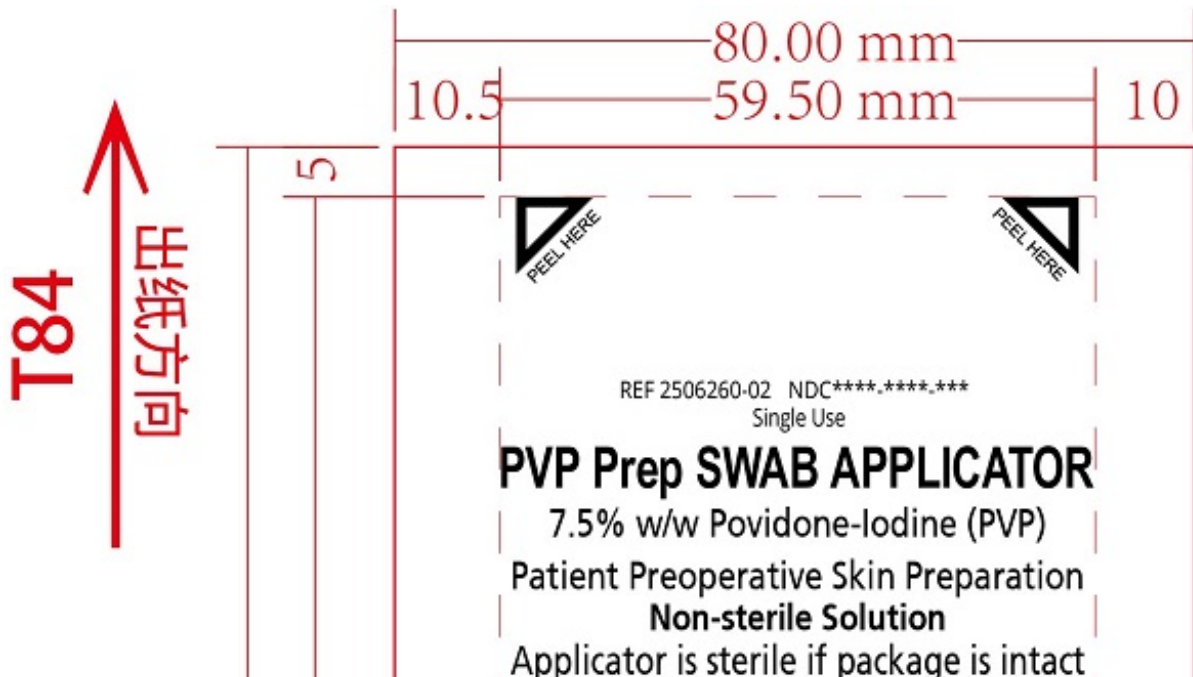 80.00 mm
10.5 59.50 mm 10
5
T84
出纸方向
PEEL HERE
PEEL HERE
REF 2506260-02 NDC****-****-***
Single Use
PVP Prep SWAB APPLICATOR
7.5% w/w Povidone-Iodine (PVP)
Patient Preoperative Skin Preparation
Non-sterile Solution
Applicator is sterile if package is intact